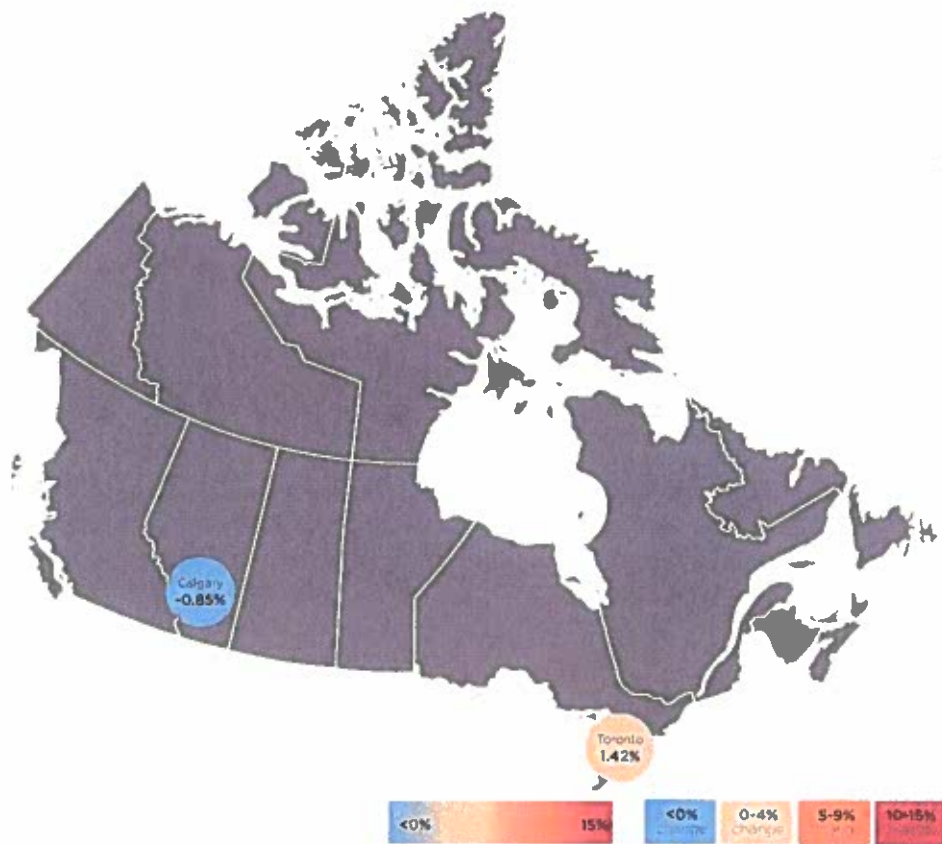 Calgary
-0.85%
Toronto
1.42%
<0%
15%
<0%
change
0-4%
change
5-9%
10-15%